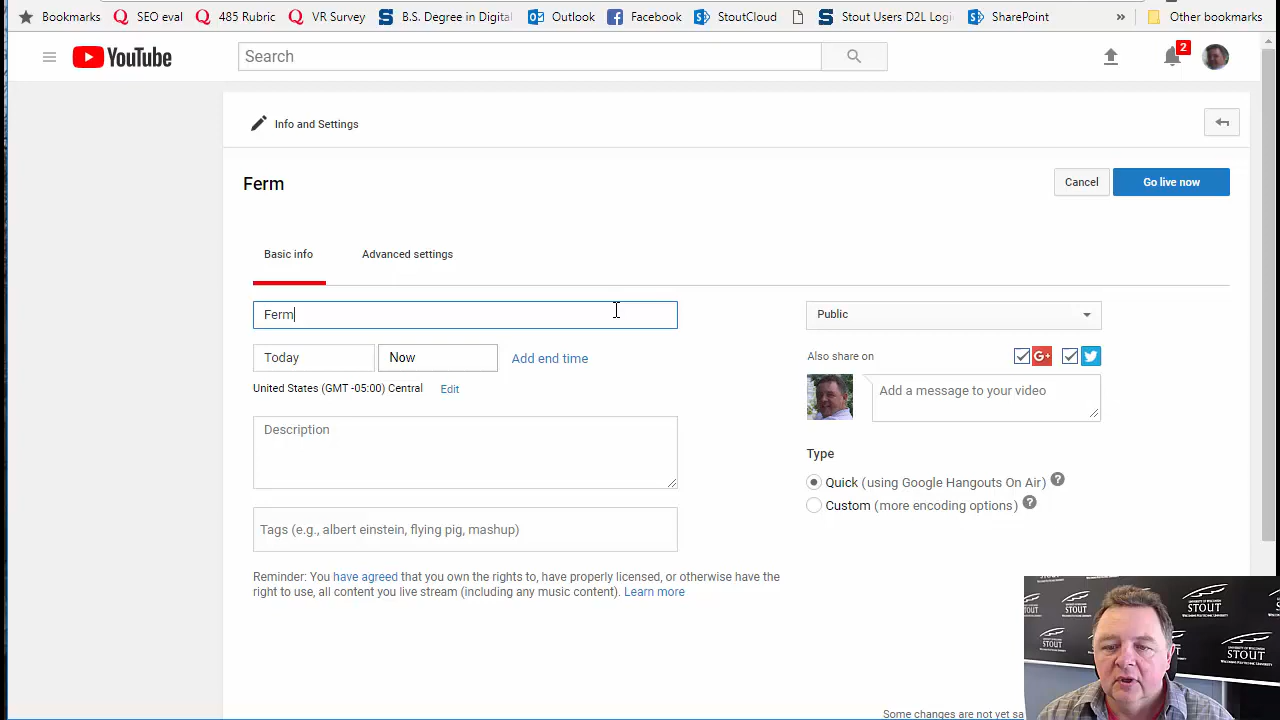 Bookmarks SEO eval 485 Rubric VR Survey B.S. Degree in Digital Outlook Facebook StoutCloud Stout Users D2L Logi SharePoint » Other bookmarks
YouTube Search 2
Info and Settings
Ferm Cancel Go live now
Basic info Advanced settings
Ferm Public
Today Now Add end time Also share on G+
United States (GMT -05:00) Central Edit Add a message to your video
Description
Type
Quick (using Google Hangouts On Air) ?
Custom (more encoding options) ?
Tags (e.g., albert einstein, flying pig, mashup)
Reminder: You have agreed that you own the rights to, have properly licensed, or otherwise have the
right to use, all content you live stream (including any music content). Learn more
STOUT
STOUT
Some changes are not yet sa